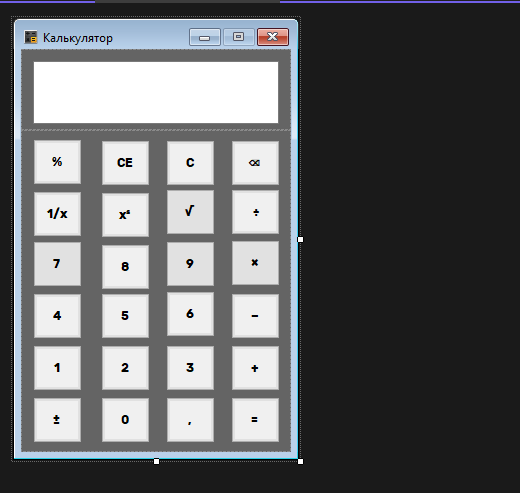 Калькулятор
% CE C ⌫
1/x x² √ ÷
7 8 9 ×
4 5 6 −
1 2 3 +
± 0 , =